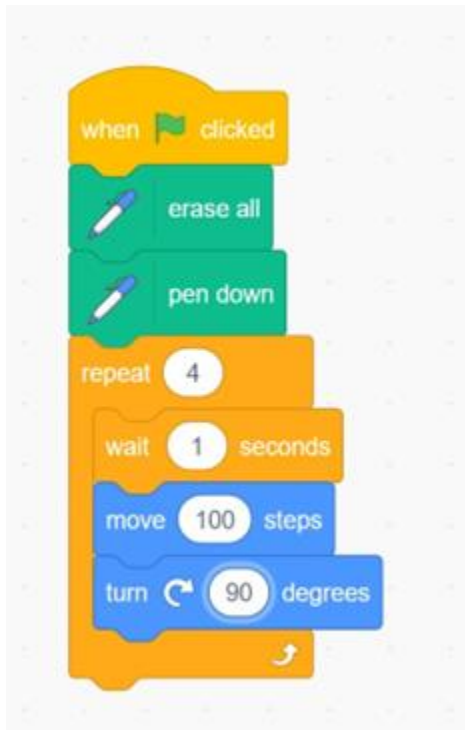 when clicked
erase all
pen down
repeat 4
wait 1 seconds
move 100 steps
turn 90 degrees